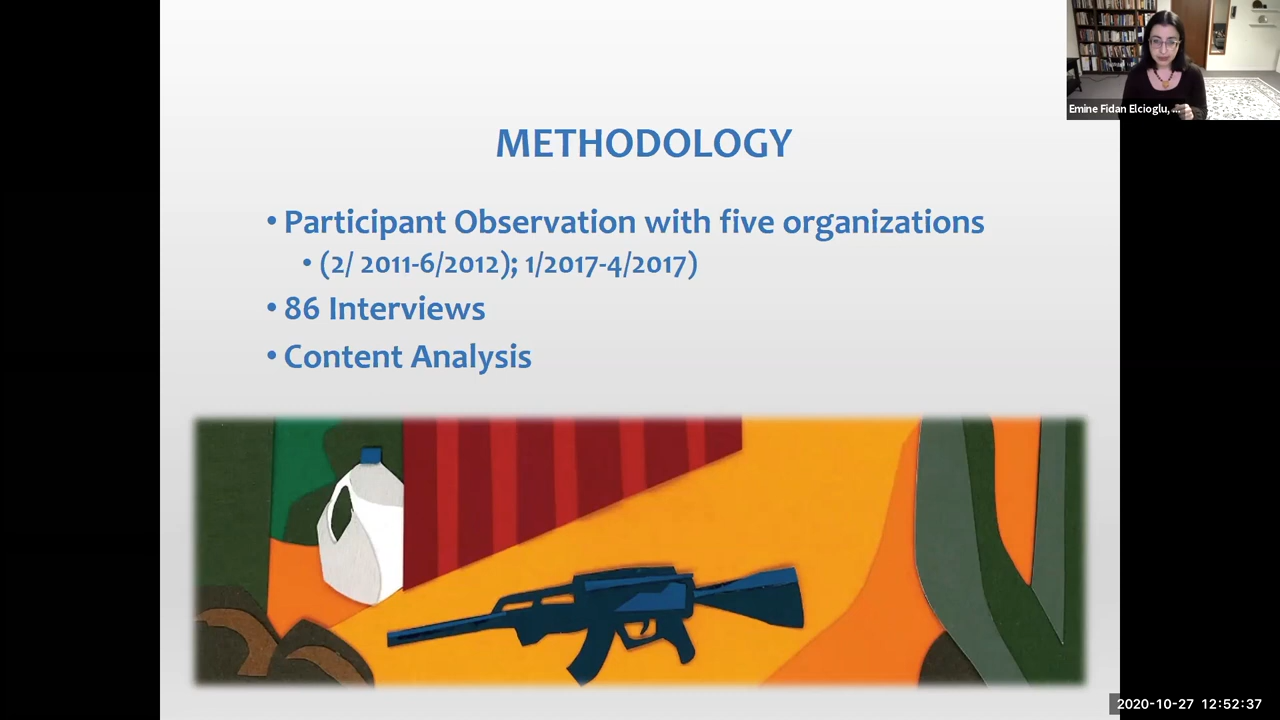 Emine Fidan Elcioglu, ...
METHODOLOGY
• Participant Observation with five organizations
• (2/ 2011-6/2012); 1/2017-4/2017)
• 86 Interviews
• Content Analysis
2020-10-27 12:52:37